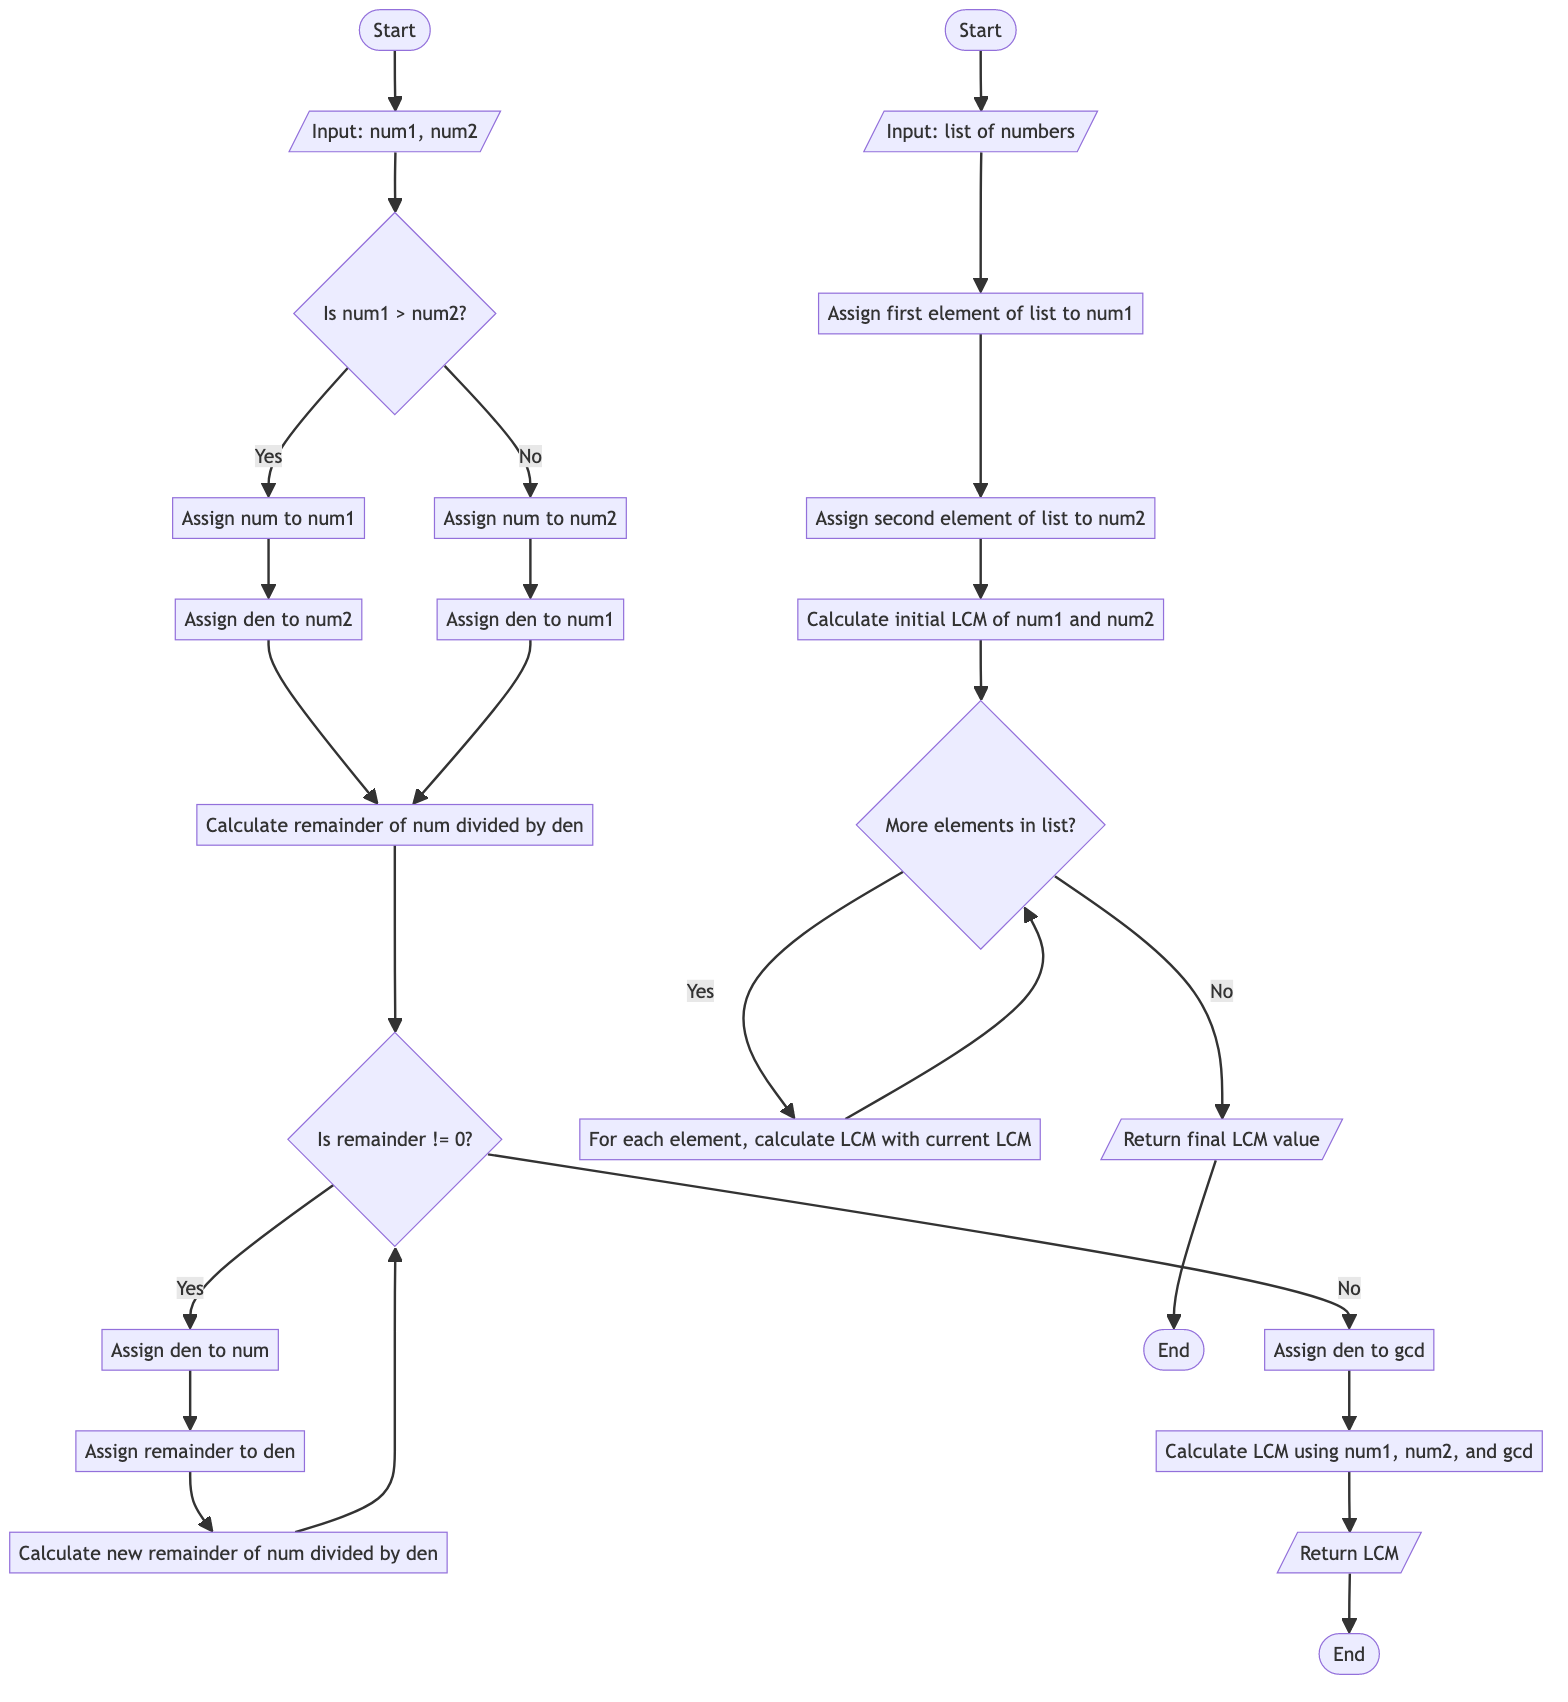 Start
Input: num1, num2
Is num1 > num2?
Yes
No
Assign num to num1
Assign num to num2
Assign den to num2
Assign den to num1
Calculate remainder of num divided by den
Is remainder != 0?
Yes
No
Assign den to num
Assign remainder to den
Calculate new remainder of num divided by den
Assign den to gcd
Calculate LCM using num1, num2, and gcd
Return LCM
End
Start
Input: list of numbers
Assign first element of list to num1
Assign second element of list to num2
Calculate initial LCM of num1 and num2
More elements in list?
Yes
No
For each element, calculate LCM with current LCM
Return final LCM value
End